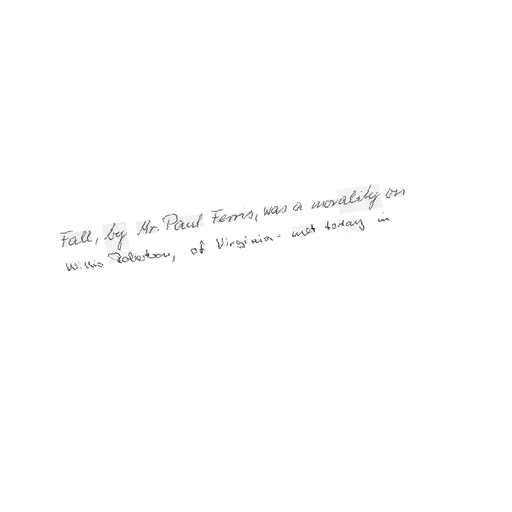 Fall, by Mr. Paul Ferris, was a morality on
Willis Robertson, of Virginia - met today in